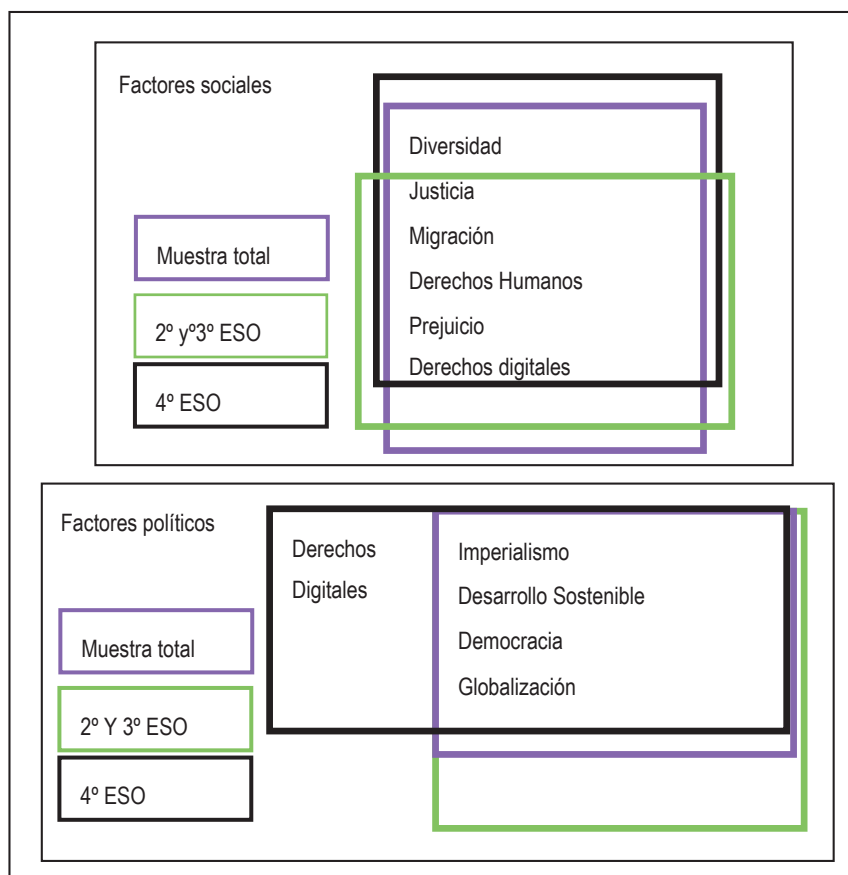 Factores sociales
Diversidad
Justicia
Migración
Derechos Humanos
Prejuicio
Derechos digitales
Muestra total
2º yº3º ESO
4º ESO
Factores políticos
Derechos
Digitales
Imperialismo
Desarrollo Sostenible
Democracia
Globalización
Muestra total
2º Y 3º ESO
4º ESO